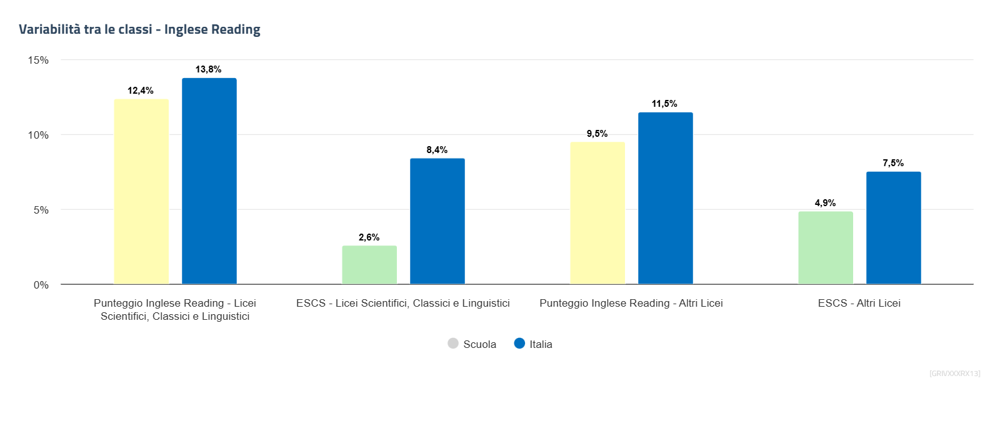 Variabilità tra le classi - Inglese Reading
15%
10%
5%
0%
12,4%
13,8%
2,6%
8,4%
9,5%
11,5%
4,9%
7,5%
Punteggio Inglese Reading - Licei
Scientifici, Classici e Linguistici
ESCS - Licei Scientifici, Classici e Linguistici
Punteggio Inglese Reading - Altri Licei
ESCS - Altri Licei
Scuola
Italia
[GRIVXXXRX13]